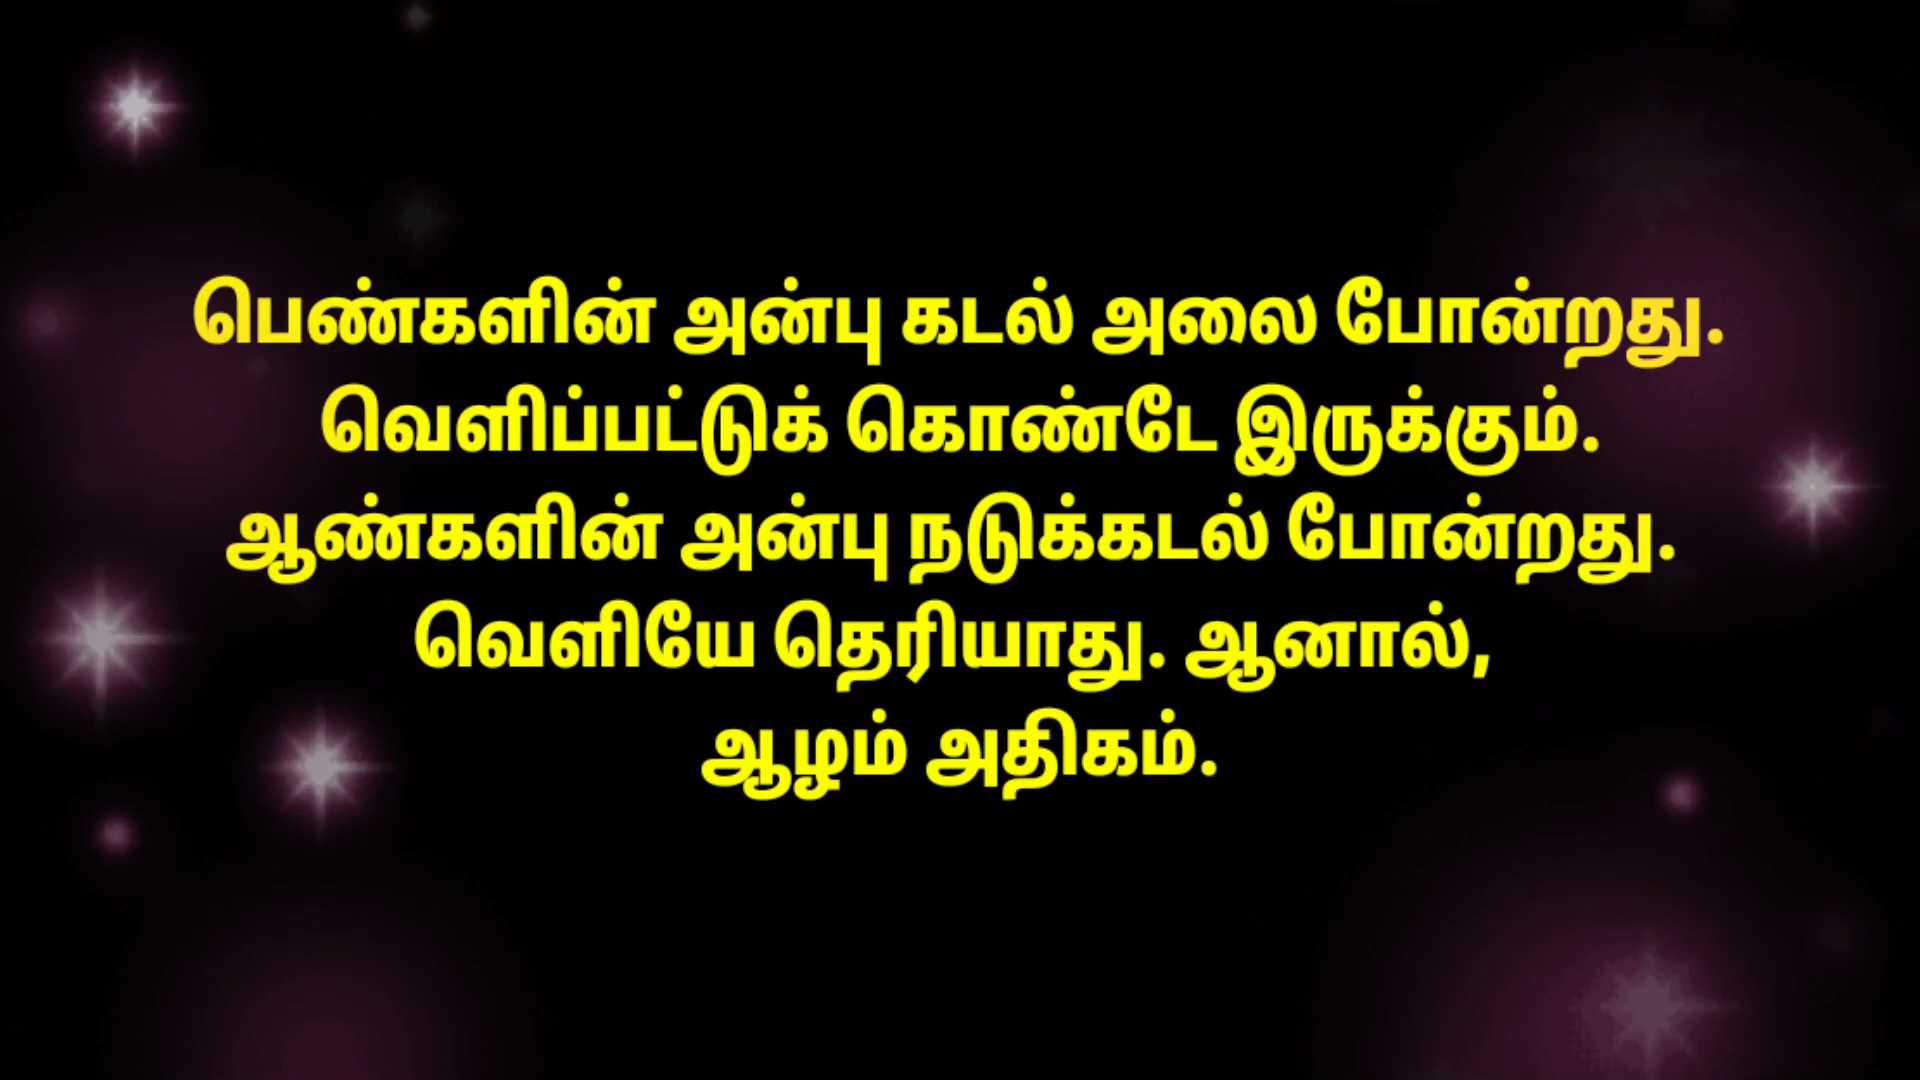 பெண்களின் அன்பு கடல் அலை போன்றது.
வெளிப்பட்டுக் கொண்டே இருக்கும்.
ஆண்களின் அன்பு நடுக்கடல் போன்றது.
வெளியே தெரியாது. ஆனால்,
ஆழம் அதிகம்.